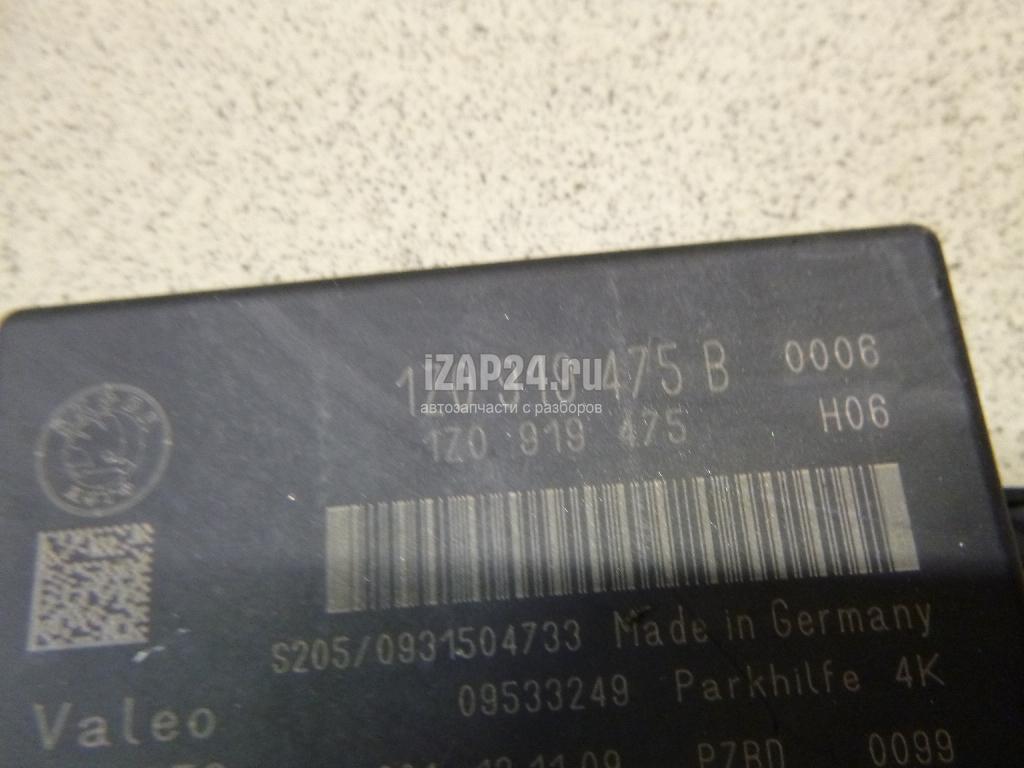 475 B 0006
iZAP24.ru
автозапчасти с разборов
1Z0 919 475 H06
S205/0931504733 Made in Germany
09533249 Parkhilfe 4K
Valeo
0099